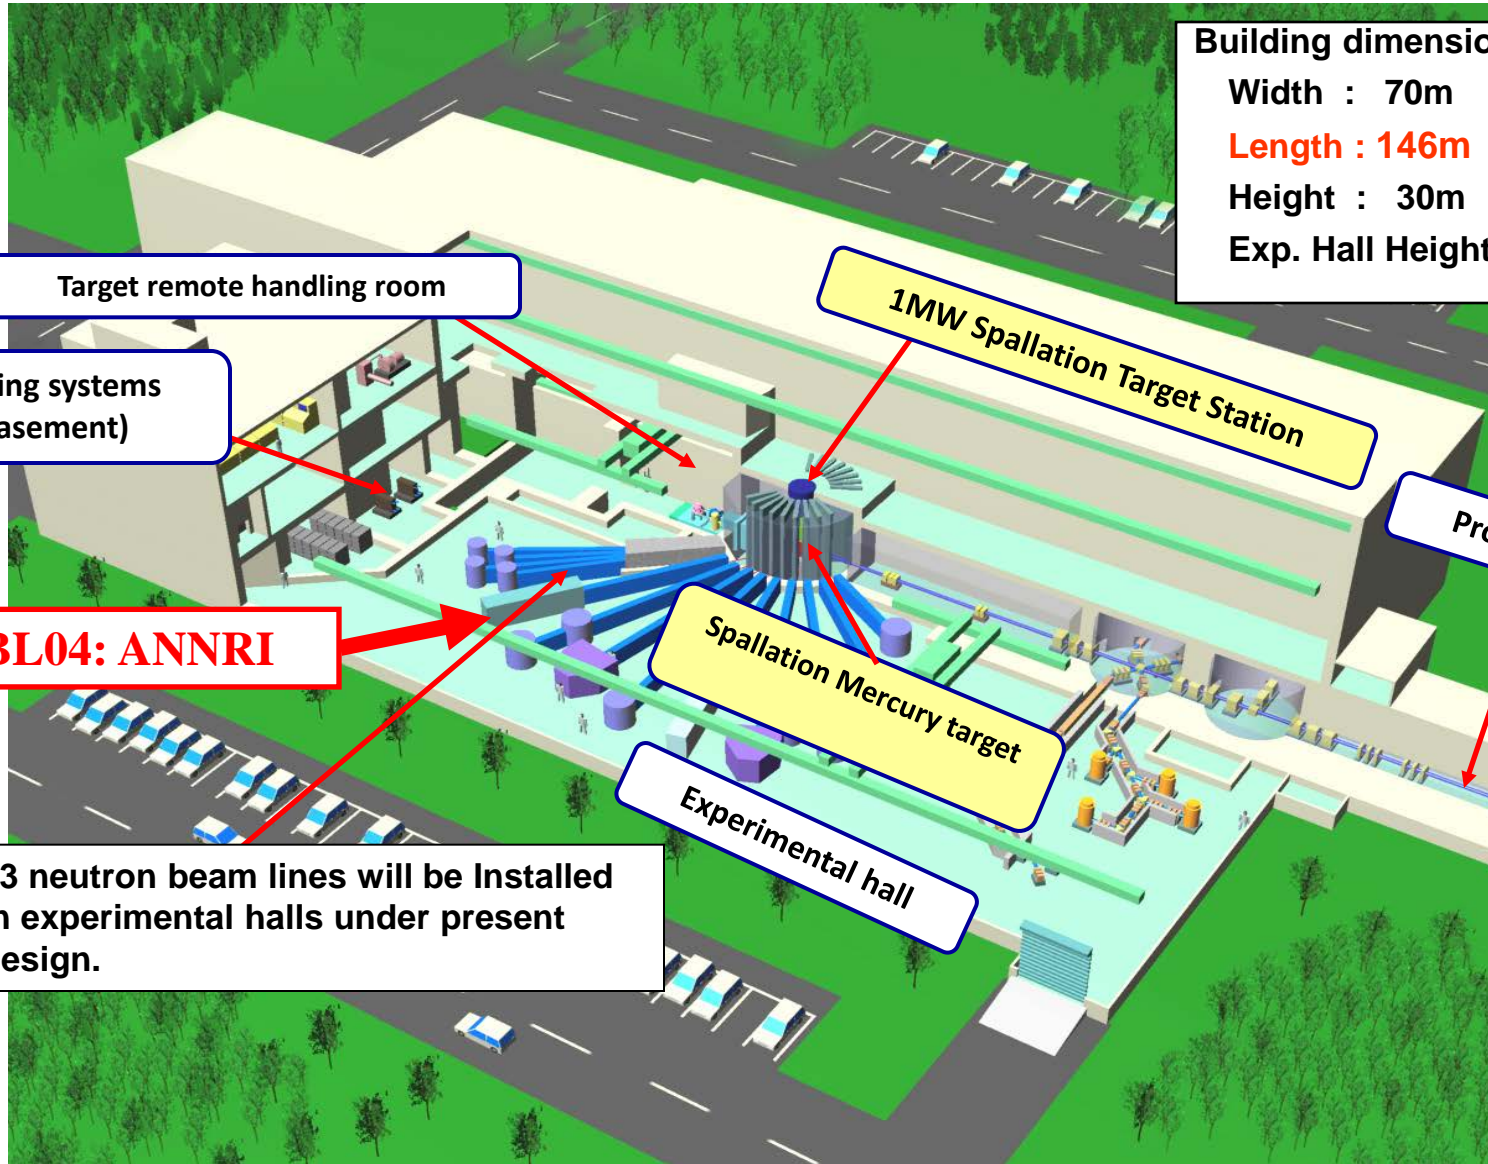 Building dimensio
Width : 70m
Length : 146m
Height : 30m
Exp. Hall Height
Target remote handling room
1MW Spallation Target Station
ing systems
asement)
Pro
BL04: ANNRI
Spallation Mercury target
Experimental hall
3 neutron beam lines will be Installed
n experimental halls under present
esign.